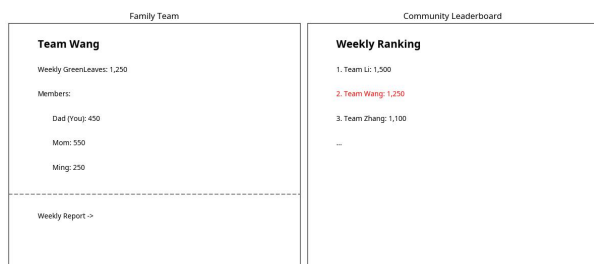 Family Team
Team Wang
Weekly GreenLeaves: 1,250
Members:
Dad (You): 450
Mom: 550
Ming: 250
Weekly Report ->
Community Leaderboard
Weekly Ranking
1. Team Li: 1,500
2. Team Wang: 1,250
3. Team Zhang: 1,100
...